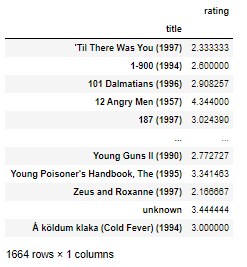 rating
title
'Til There Was You (1997) 2.333333
1-900 (1994) 2.600000
101 Dalmatians (1996) 2.908257
12 Angry Men (1957) 4.344000
187 (1997) 3.024390
... ...
Young Guns II (1990) 2.772727
Young Poisoner's Handbook, The (1995) 3.341463
Zeus and Roxanne (1997) 2.166667
unknown 3.444444
Á köldum klaka (Cold Fever) (1994) 3.000000
1664 rows × 1 columns